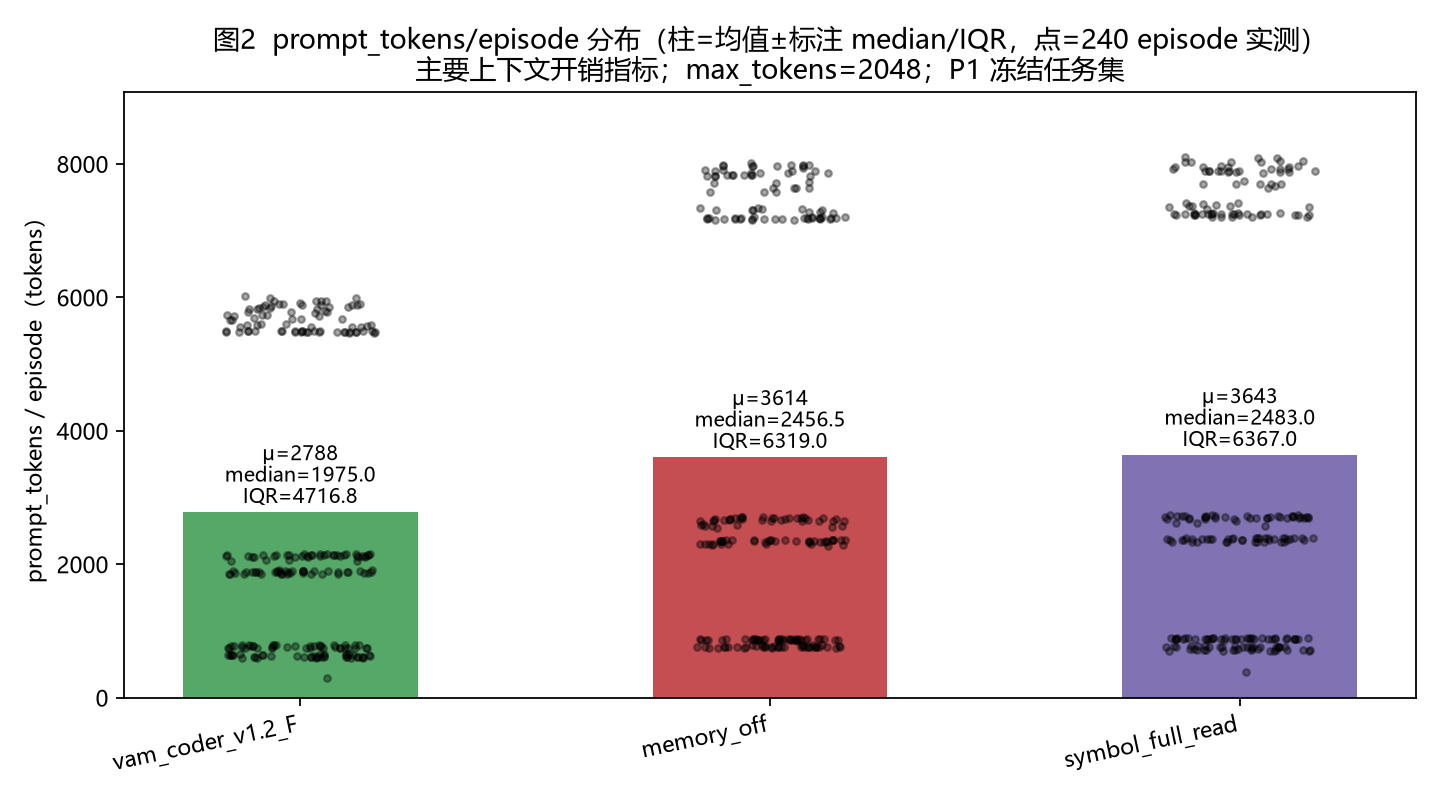 图2  prompt_tokens/episode 分布（柱=均值±标注 median/IQR，点=240 episode 实测）
主要上下文开销指标；max_tokens=2048；P1 冻结任务集
prompt_tokens / episode（tokens）
8000
6000
4000
2000
0
μ=2788
median=1975.0
IQR=4716.8
μ=3614
median=2456.5
IQR=6319.0
μ=3643
median=2483.0
IQR=6367.0
vam_coder_v1.2_F
memory_off
symbol_full_read